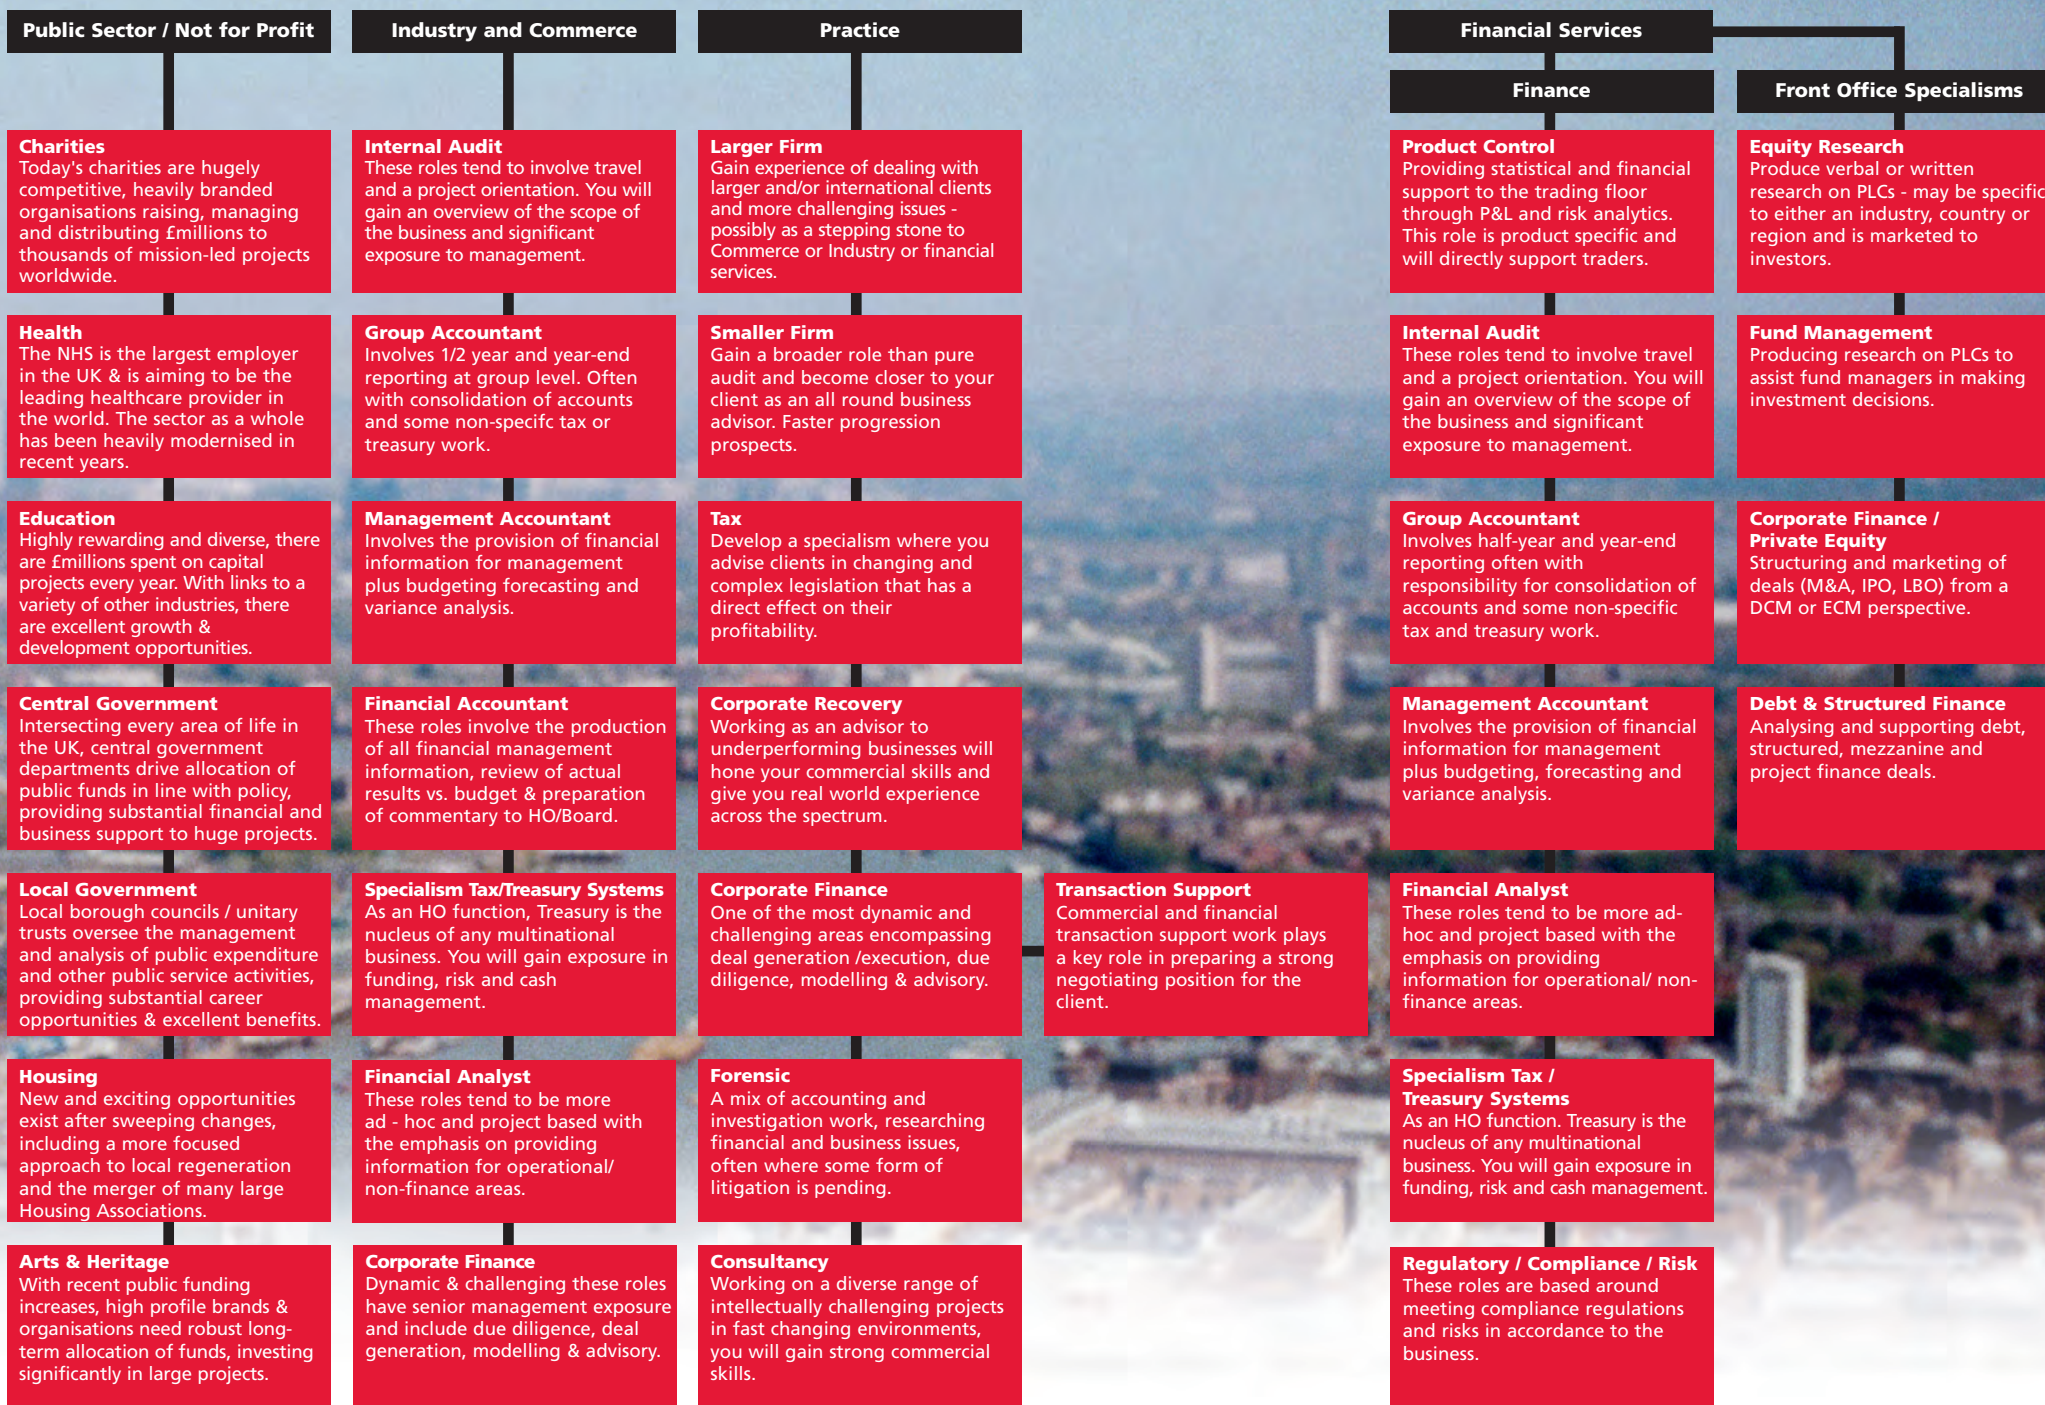 Public Sector / Not for Profit
Charities
Today's charities are hugely
competitive, heavily branded
organisations raising, managing
and distributing £millions to
thousands of mission-led projects
worldwide.
Health
The NHS is the largest employer
in the UK & is aiming to be the
leading healthcare provider in
the world. The sector as a whole
has been heavily modernised in
recent years.
Education
Highly rewarding and diverse, there
are £millions spent on capital
projects every year. With links to a
variety of other industries, there
are excellent growth &
development opportunities.
Central Government
Intersecting every area of life in
the UK, central government
departments drive allocation of
public funds in line with policy,
providing substantial financial and
business support to huge projects.
Local Government
Local borough councils / unitary
trusts oversee the management
and analysis of public expenditure
and other public service activities,
providing substantial career
opportunities & excellent benefits.
Housing
New and exciting opportunities
exist after sweeping changes,
including a more focused
approach to local regeneration
and the merger of many large
Housing Associations.
Arts & Heritage
With recent public funding
increases, high profile brands &
organisations need robust long-
term allocation of funds, investing
significantly in large projects.
Industry and Commerce
Internal Audit
These roles tend to involve travel
and a project orientation. You will
gain an overview of the scope of
the business and significant
exposure to management.
Group Accountant
Involves 1/2 year and year-end
reporting at group level. Often
with consolidation of accounts
and some non-specifc tax or
treasury work.
Management Accountant
Involves the provision of financial
information for management
plus budgeting forecasting and
variance analysis.
Financial Accountant
These roles involve the production
of all financial management
information, review of actual
results vs. budget & preparation
of commentary to HO/Board.
Specialism Tax/Treasury Systems
As an HO function, Treasury is the
nucleus of any multinational
business. You will gain exposure in
funding, risk and cash
management.
Financial Analyst
These roles tend to be more
ad - hoc and project based with
the emphasis on providing
information for operational/
non-finance areas.
Corporate Finance
Dynamic & challenging these roles
have senior management exposure
and include due diligence, deal
generation, modelling & advisory.
Practice
Larger Firm
Gain experience of dealing with
larger and/or international clients
and more challenging issues -
possibly as a stepping stone to
Commerce or Industry or financial
services.
Smaller Firm
Gain a broader role than pure
audit and become closer to your
client as an all round business
advisor. Faster progression
prospects.
Tax
Develop a specialism where you
advise clients in changing and
complex legislation that has a
direct effect on their
profitability.
Corporate Recovery
Working as an advisor to
underperforming businesses will
hone your commercial skills and
give you real world experience
across the spectrum.
Corporate Finance
One of the most dynamic and
challenging areas encompassing
deal generation /execution, due
diligence, modelling & advisory.
Transaction Support
Commercial and financial
transaction support work plays
a key role in preparing a strong
negotiating position for the
client.
Forensic
A mix of accounting and
investigation work, researching
financial and business issues,
often where some form of
litigation is pending.
Consultancy
Working on a diverse range of
intellectually challenging projects
in fast changing environments,
you will gain strong commercial
skills.
Financial Services
Finance
Product Control
Providing statistical and financial
support to the trading floor
through P&L and risk analytics.
This role is product specific and
will directly support traders.
Internal Audit
These roles tend to involve travel
and a project orientation. You will
gain an overview of the scope of
the business and significant
exposure to management.
Group Accountant
Involves half-year and year-end
reporting often with
responsibility for consolidation of
accounts and some non-specific
tax and treasury work.
Management Accountant
Involves the provision of financial
information for management
plus budgeting, forecasting and
variance analysis.
Financial Analyst
These roles tend to be more ad-
hoc and project based with the
emphasis on providing
information for operational/ non-
finance areas.
Specialism Tax /
Treasury Systems
As an HO function. Treasury is the
nucleus of any multinational
business. You will gain exposure in
funding, risk and cash management.
Regulatory / Compliance / Risk
These roles are based around
meeting compliance regulations
and risks in accordance to the
business.
Front Office Specialisms
Equity Research
Produce verbal or written
research on PLCs - may be specific
to either an industry, country or
region and is marketed to
investors.
Fund Management
Producing research on PLCs to
assist fund managers in making
investment decisions.
Corporate Finance /
Private Equity
Structuring and marketing of
deals (M&A, IPO, LBO) from a
DCM or ECM perspective.
Debt & Structured Finance
Analysing and supporting debt,
structured, mezzanine and
project finance deals.